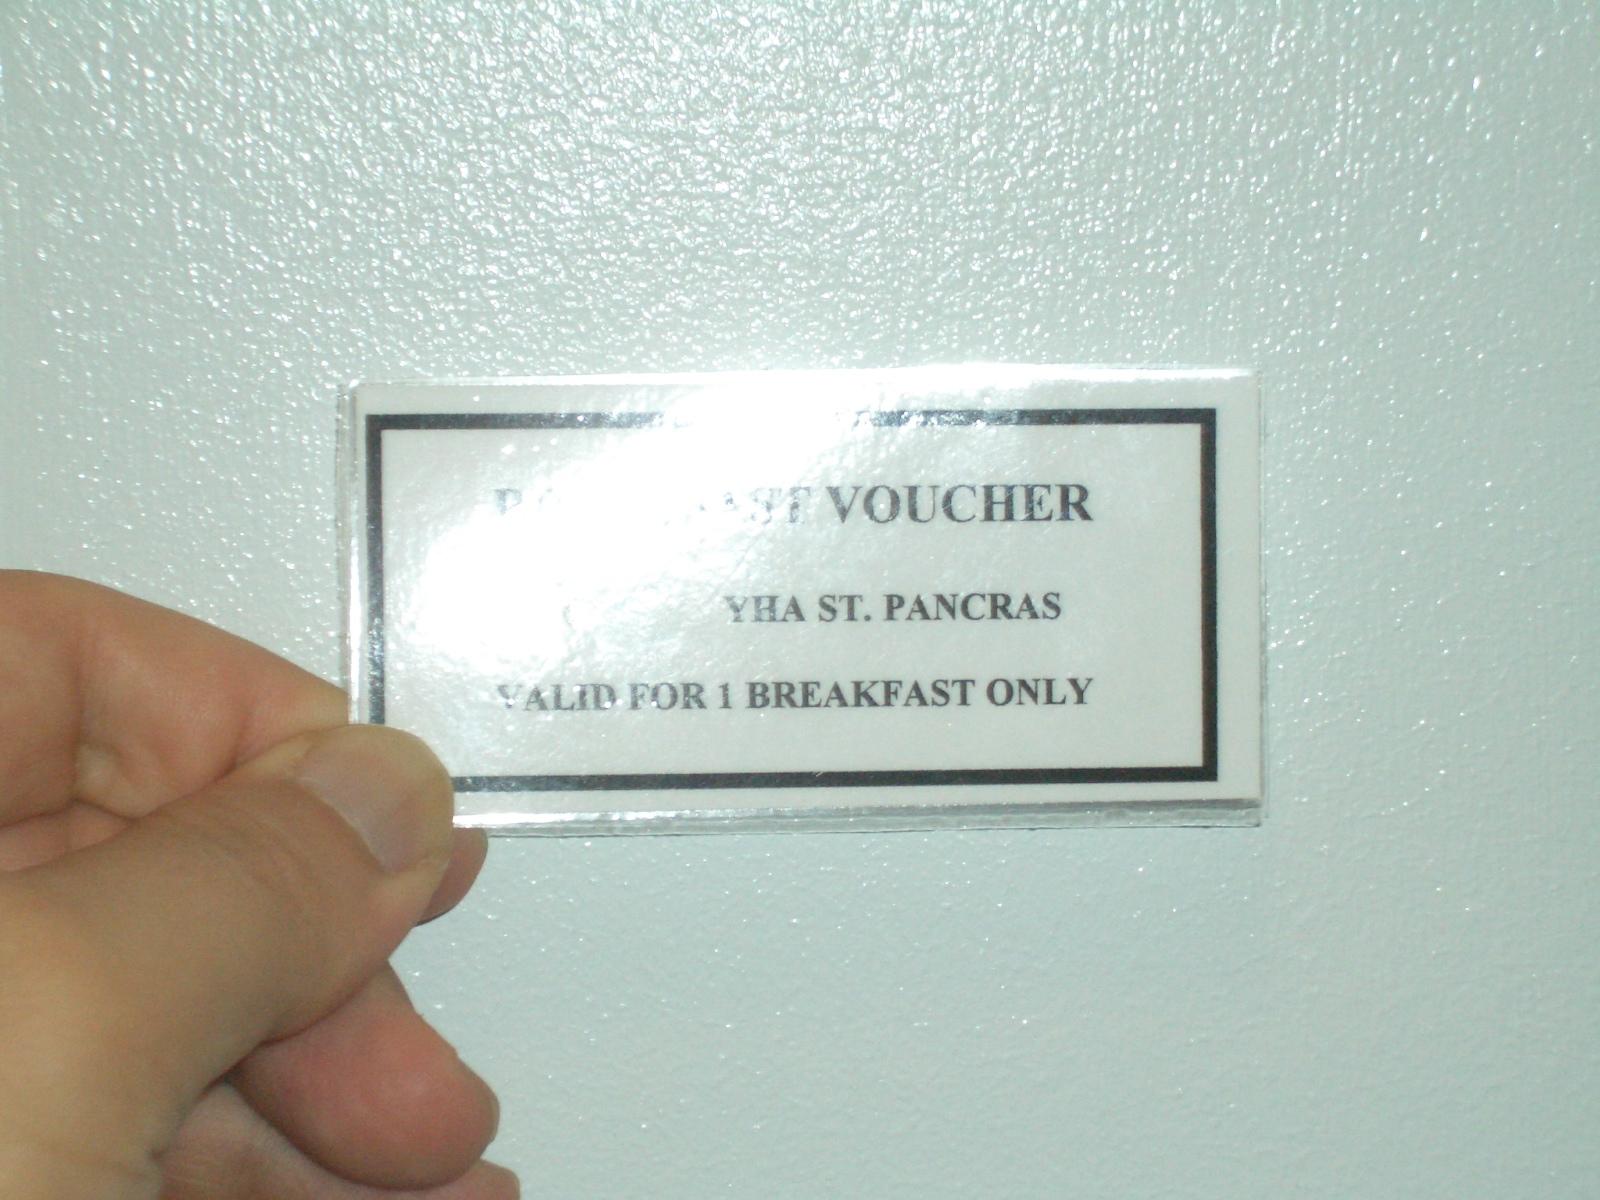 VOUCHER
YHA ST. PANCRAS
VALID FOR 1 BREAKFAST ONLY